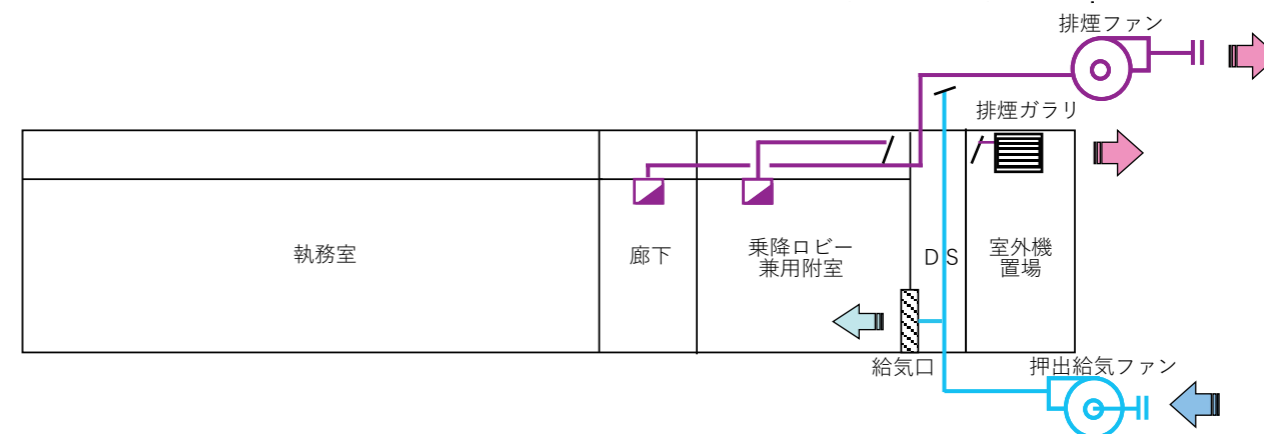 排煙ファン
排煙ガラリ
執務室
廊下
乗降ロビー
兼用附室
DS
室外機
置場
給気口
押出給気ファン